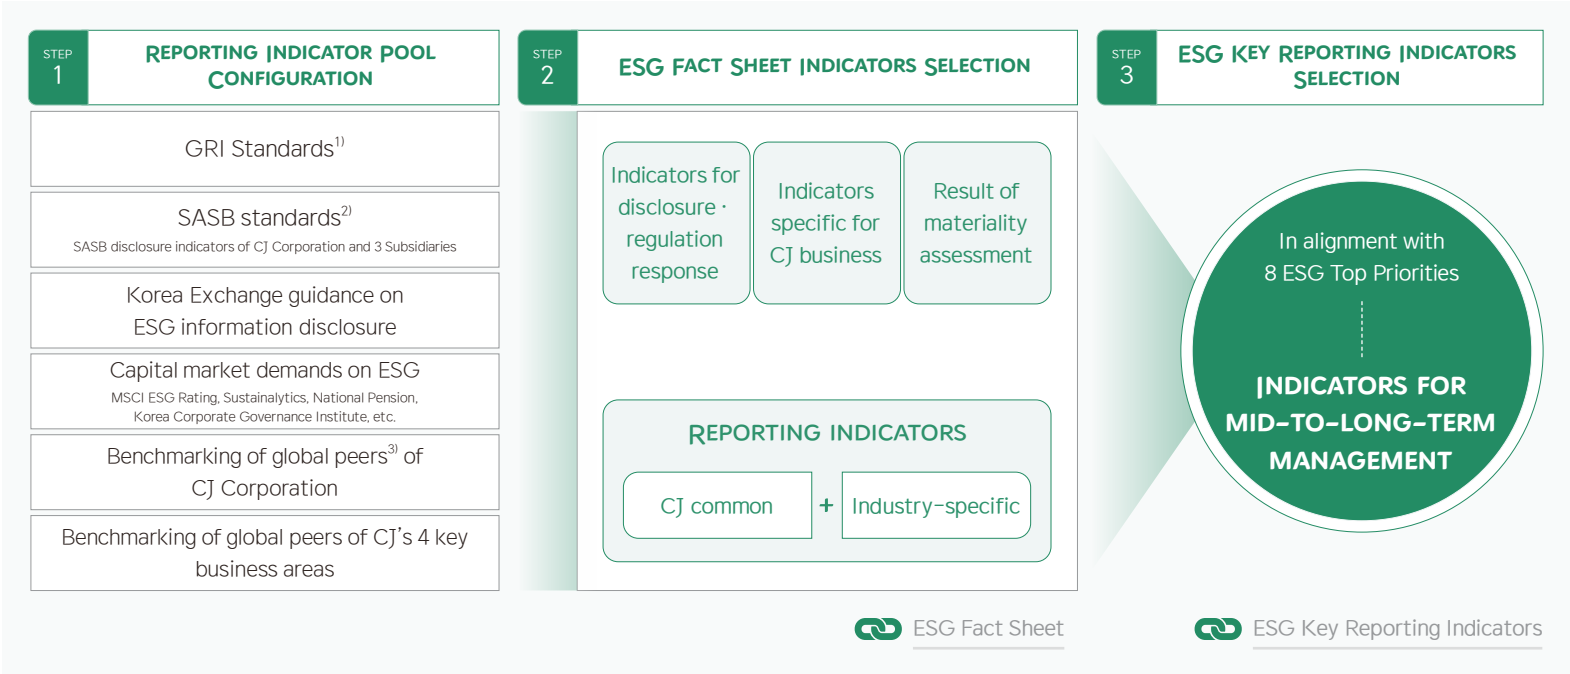 STEP
1
REPORTING INDICATOR POOL
CONFIGURATION
GRI Standards1)
SASB standards2)
SASB disclosure indicators of CJ Corporation and 3 Subsidiaries
Korea Exchange guidance on
ESG information disclosure
Capital market demands on ESG
MSCI ESG Rating, Sustainalytics, National Pension,
Korea Corporate Governance Institute, etc.
Benchmarking of global peers3) of
CJ Corporation
Benchmarking of global peers of CJ's 4 key
business areas
STEP
2
ESG FACT SHEET INDICATORS SELECTION
Indicators for
disclosure ·
regulation
response
Indicators
specific for
CJ business
Result of
materiality
assessment
REPORTING INDICATORS
CJ common
+
Industry-specific
ESG Fact Sheet
STEP
3
ESG KEY REPORTING INDICATORS
SELECTION
In alignment with
8 ESG Top Priorities
INDICATORS FOR
MID-TO-LONG-TERM
MANAGEMENT
ESG Key Reporting Indicators